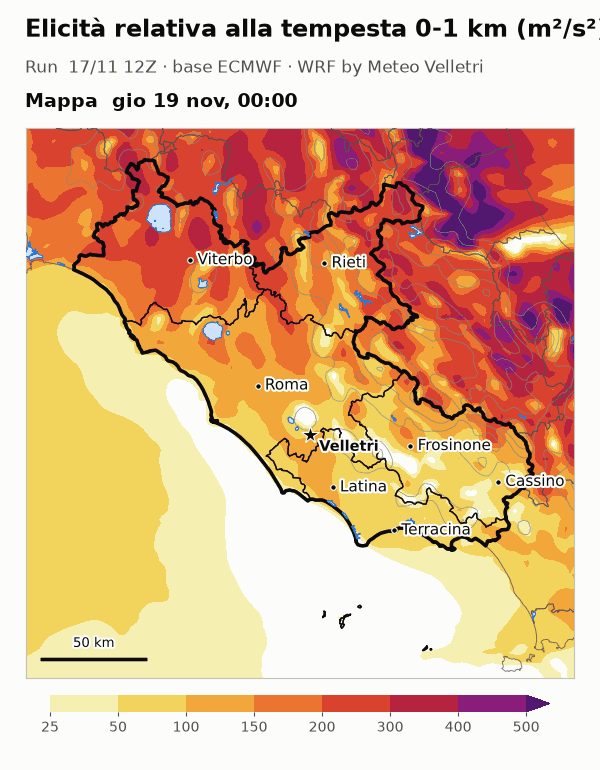 Elicità relativa alla tempesta 0-1 km (m²/s²)
Run 17/11 12Z · base ECMWF · WRF by Meteo Velletri
Mappa gio 19 nov, 00:00
Viterbo
Rieti
Roma
Velletri
Frosinone
Cassino
Latina
Terracina
50 km
25 50 100 150 200 300 400 500